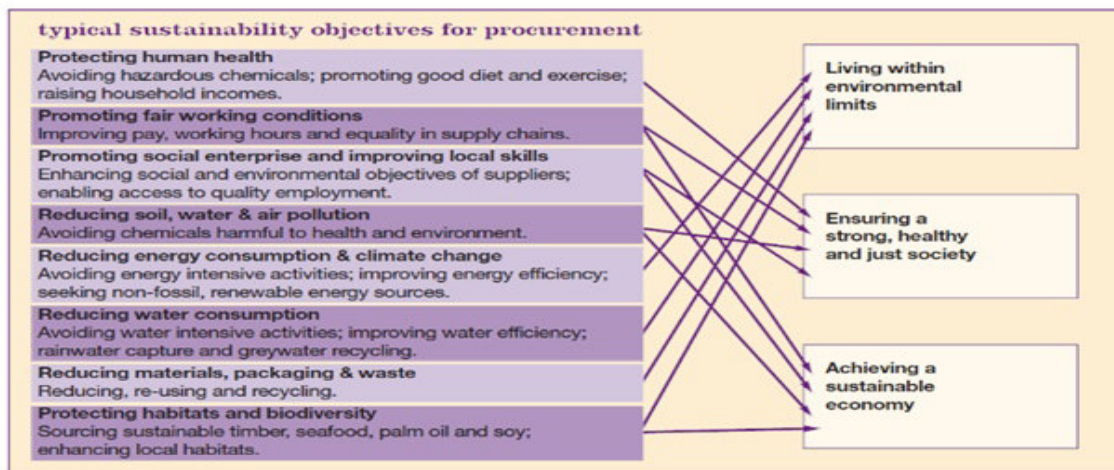 typical sustainability objectives for procurement
Protecting human health
Avoiding hazardous chemicals; promoting good diet and exercise;
raising household incomes.
Promoting fair working conditions
Improving pay, working hours and equality in supply chains.
Promoting social enterprise and improving local skills
Enhancing social and environmental objectives of suppliers;
enabling access to quality employment.
Reducing soil, water & air pollution
Avoiding chemicals harmful to health and environment.
Reducing energy consumption & climate change
Avoiding energy intensive activities; improving energy efficiency;
seeking non-fossil, renewable energy sources.
Reducing water consumption
Avoiding water intensive activities; improving water efficiency;
rainwater capture and greywater recycling.
Reducing materials, packaging & waste
Reducing, re-using and recycling.
Protecting habitats and biodiversity
Sourcing sustainable timber, seafood, palm oil and soy;
enhancing local habitats.
Living within
environmental
limits
Ensuring a
strong, healthy
and just society
Achieving a
sustainable
economy